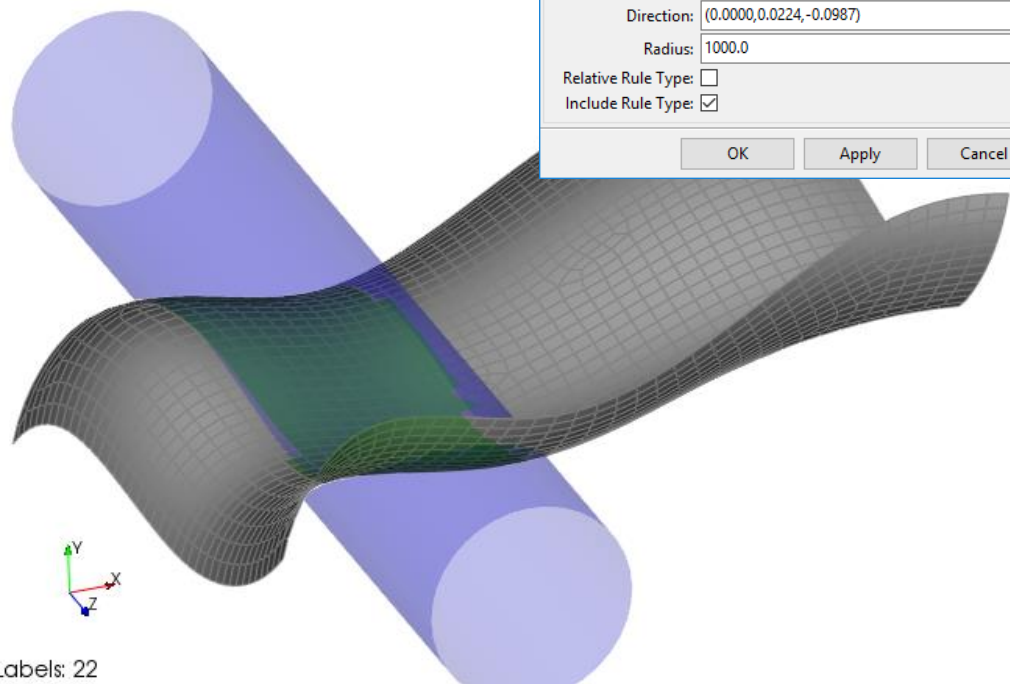 Direction: (0.0000,0.0224,-0.0987)
Radius: 1000.0
Relative Rule Type:
Include Rule Type:
OK Apply Cancel
Y
X
Z
Labels: 22